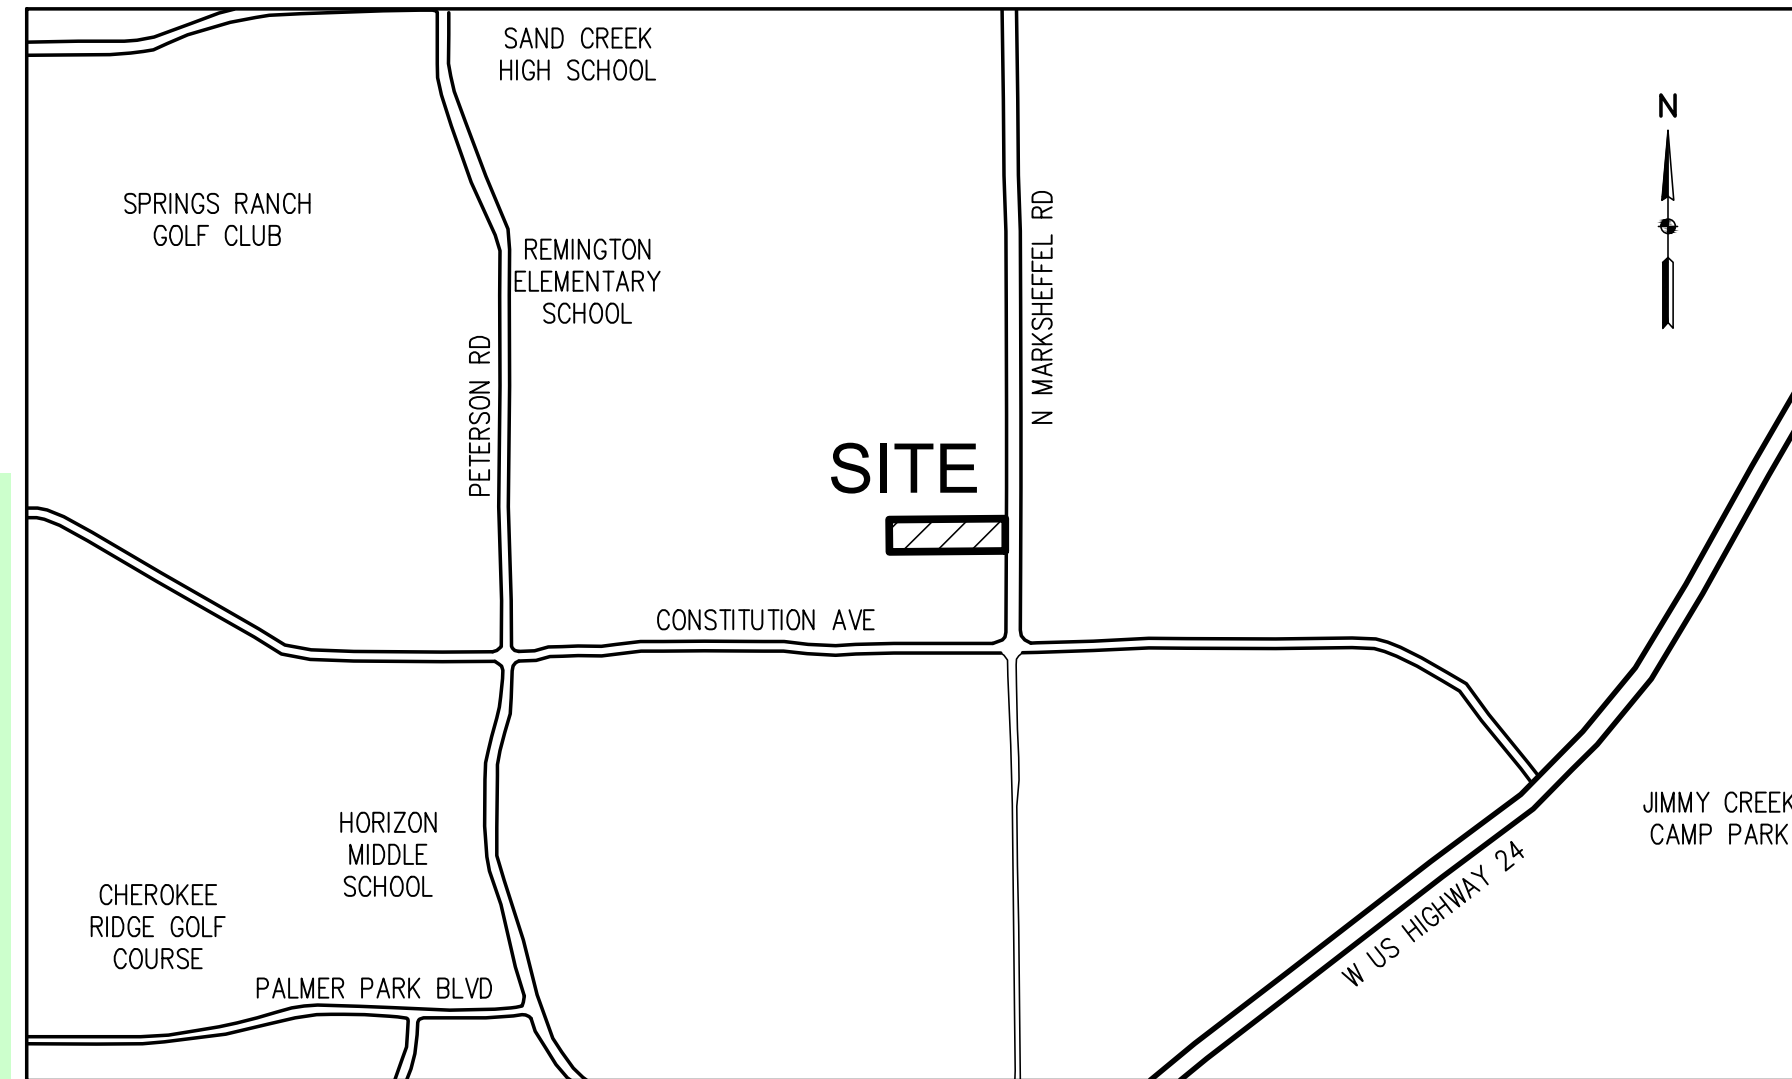 SAND CREEK
HIGH SCHOOL
N
SPRINGS RANCH
GOLF CLUB
REMINGTON
ELEMENTARY
SCHOOL
N MARKSHEFFEL RD
PETERSON RD
SITE
CONSTITUTION AVE
JIMMY CREEK
CAMP PARK
HORIZON
MIDDLE
SCHOOL
W US HIGHWAY 24
CHEROKEE
RIDGE GOLF
COURSE
PALMER PARK BLVD